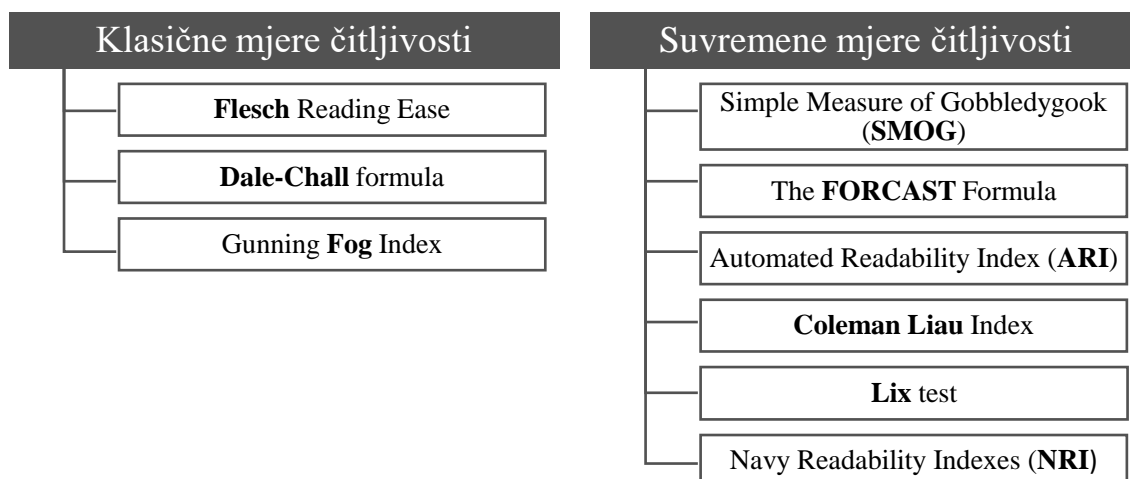 Klasične mjere čitljivosti
Flesch Reading Ease
Dale-Chall formula
Gunning Fog Index
Suvremene mjere čitljivosti
Simple Measure of Gobbledygook
(SMOG)
The FORCAST Formula
Automated Readability Index (ARI)
Coleman Liau Index
Lix test
Navy Readability Indexes (NRI)